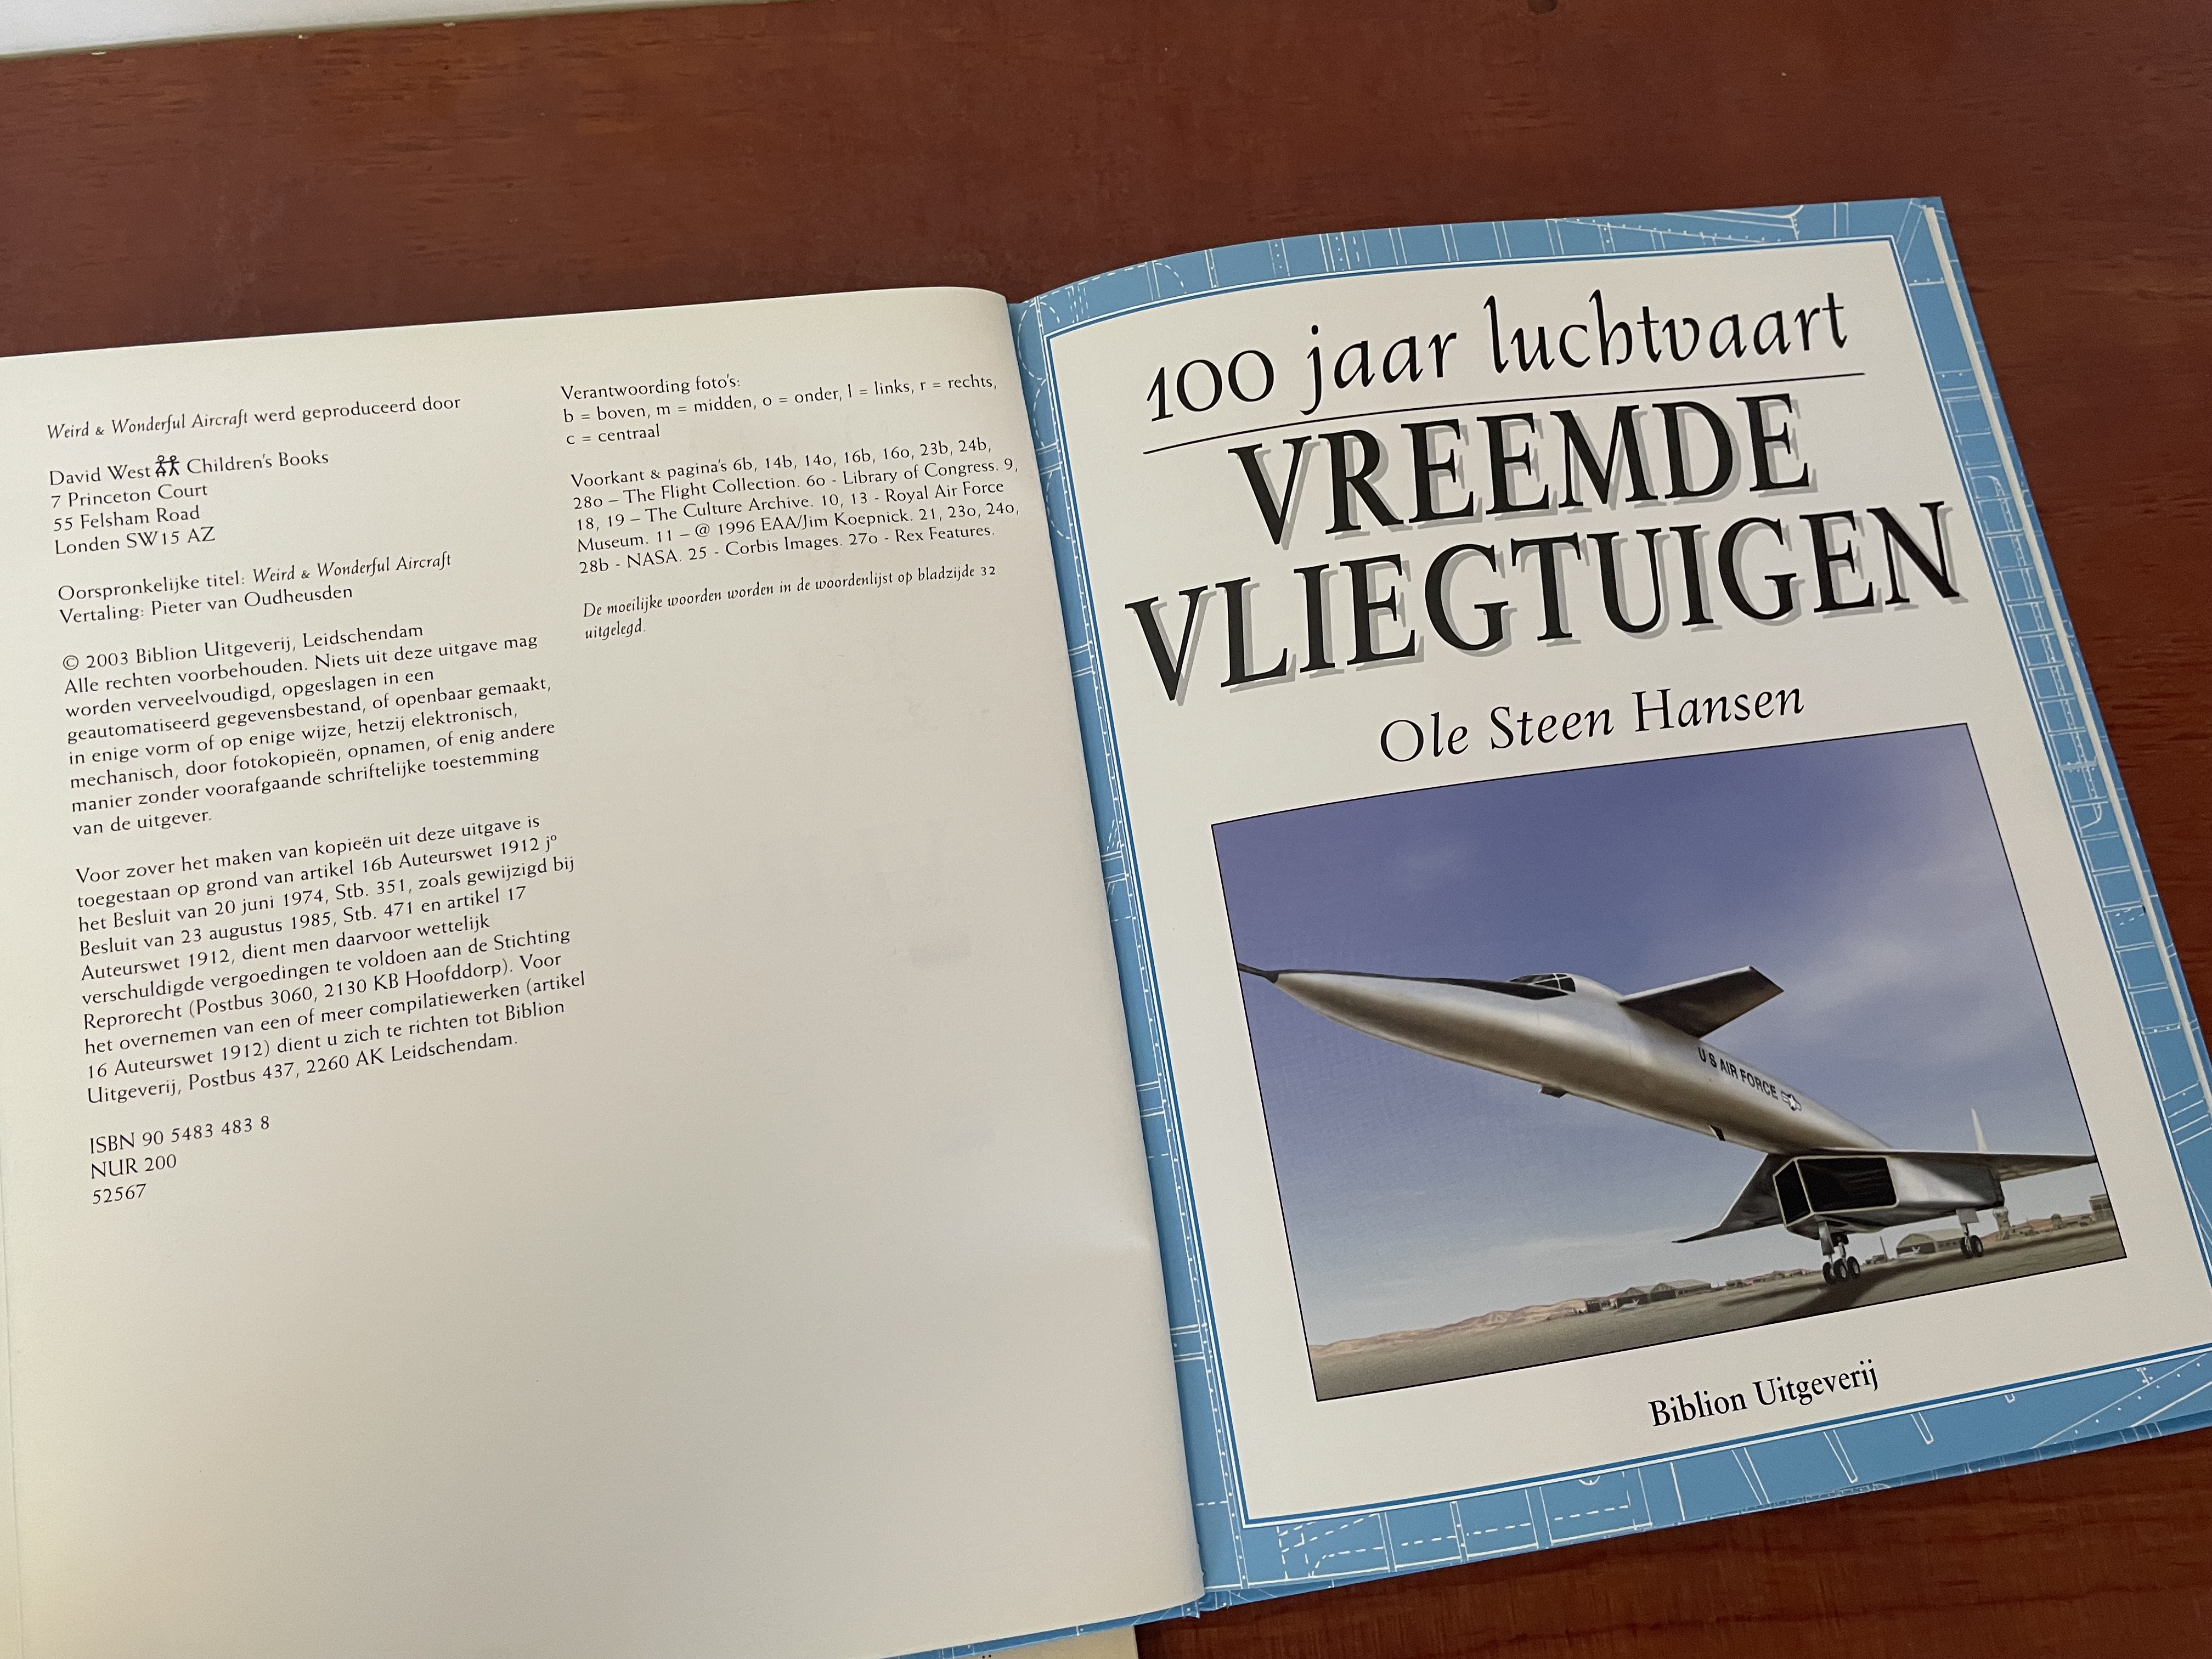 Weird & Wonderful Aircraft werd geproduceerd door
David West Children's Books
7 Princeton Court
55 Felsham Road
Londen SW15 AZ
Oorspronkelijke titel: Weird & Wonderful Aircraft
Vertaling: Pieter van Oudheusden
© 2003 Biblion Uitgeverij, Leidschendam
Alle rechten voorbehouden. Niets uit deze uitgave mag
worden verveelvoudigd, opgeslagen in een
geautomatiseerd gegevensbestand, of openbaar gemaakt,
in enige vorm of op enige wijze, hetzij elektronisch,
mechanisch, door fotokopieën, opnamen, of enig andere
manier zonder voorafgaande schriftelijke toestemming
van de uitgever.
Voor zover het maken van kopieën uit deze uitgave is
toegestaan op grond van artikel 16b Auteurswet 1912 jº
het Besluit van 20 juni 1974, Stb. 351, zoals gewijzigd bij
Besluit van 23 augustus 1985, Stb. 471 en artikel 17
Auteurswet 1912, dient men daarvoor wettelijk
verschuldigde vergoedingen te voldoen aan de Stichting
Reprorecht (Postbus 3060, 2130 KB Hoofddorp). Voor
het overnemen van een of meer compilatiewerken (artikel
16 Auteurswet 1912) dient u zich te richten tot Biblion
Uitgeverij, Postbus 437, 2260 AK Leidschendam.
ISBN 90 5483 483 8
NUR 200
52567
Verantwoording foto's:
b = boven, m = midden, o = onder, l = links, r = rechts,
c = centraal
Voorkant & pagina's 6b, 14b, 14o, 16b, 16o, 23b, 24b,
28o – The Flight Collection. 6o - Library of Congress. 9,
18, 19 – The Culture Archive. 10, 13 - Royal Air Force
Museum. 11 – @ 1996 EAA/Jim Koepnick. 21, 23o, 24o,
28b - NASA. 25 - Corbis Images. 27o - Rex Features.
De moeilijke woorden worden in de woordenlijst op bladzijde 32
uitgelegd.
100 jaar luchtvaart
VREEMDE
VLIEGTUIGEN
Ole Steen Hansen
U S AIR FORCE
Biblion Uitgeverij